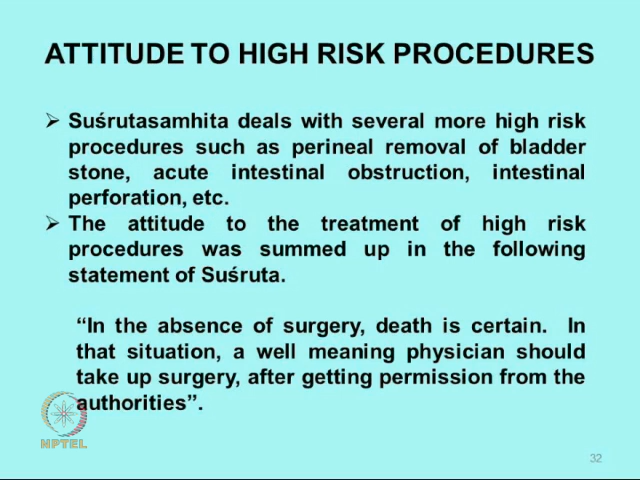 ATTITUDE TO HIGH RISK PROCEDURES
➢ Suśrutasamhita deals with several more high risk
procedures such as perineal removal of bladder
stone, acute intestinal obstruction, intestinal
perforation, etc.
➢ The attitude to the treatment of high risk
procedures was summed up in the following
statement of Suśruta.
“In the absence of surgery, death is certain. In
that situation, a well meaning physician should
take up surgery, after getting permission from the
authorities”.
NPTEL
32